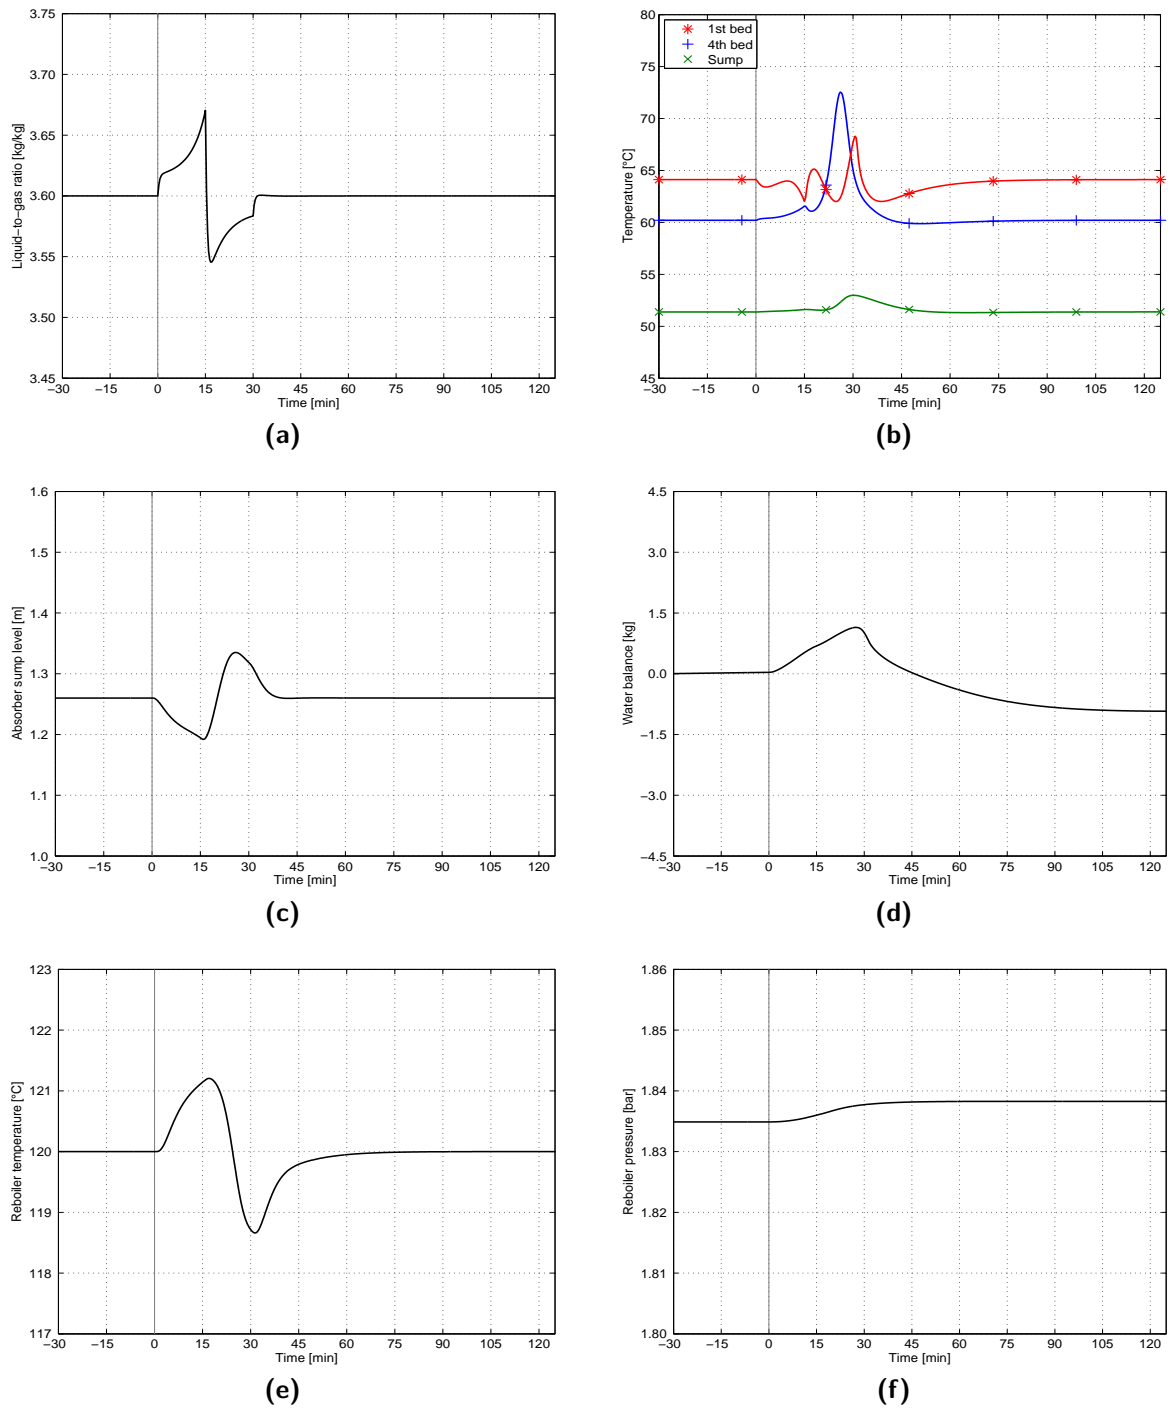 3.75
3.70
3.65
3.60
3.55
3.50
3.45
Liquid−to−gas ratio [kg/kg]
−30 −15 0 15 30 45 60 75 90 105 120
Time [min]
(a)
80
75
70
65
60
55
50
45
Temperature [°C]
1st bed
4th bed
Sump
−30 −15 0 15 30 45 60 75 90 105 120
Time [min]
(b)
1.6
1.5
1.4
1.3
1.2
1.1
1.0
Absorber sump level [m]
−30 −15 0 15 30 45 60 75 90 105 120
Time [min]
(c)
4.5
3.0
1.5
0.0
−1.5
−3.0
−4.5
Water balance [kg]
−30 −15 0 15 30 45 60 75 90 105 120
Time [min]
(d)
123
122
121
120
119
118
117
Reboiler temperature [°C]
−30 −15 0 15 30 45 60 75 90 105 120
Time [min]
(e)
1.86
1.85
1.84
1.83
1.82
1.81
1.80
Reboiler pressure [bar]
−30 −15 0 15 30 45 60 75 90 105 120
Time [min]
(f)